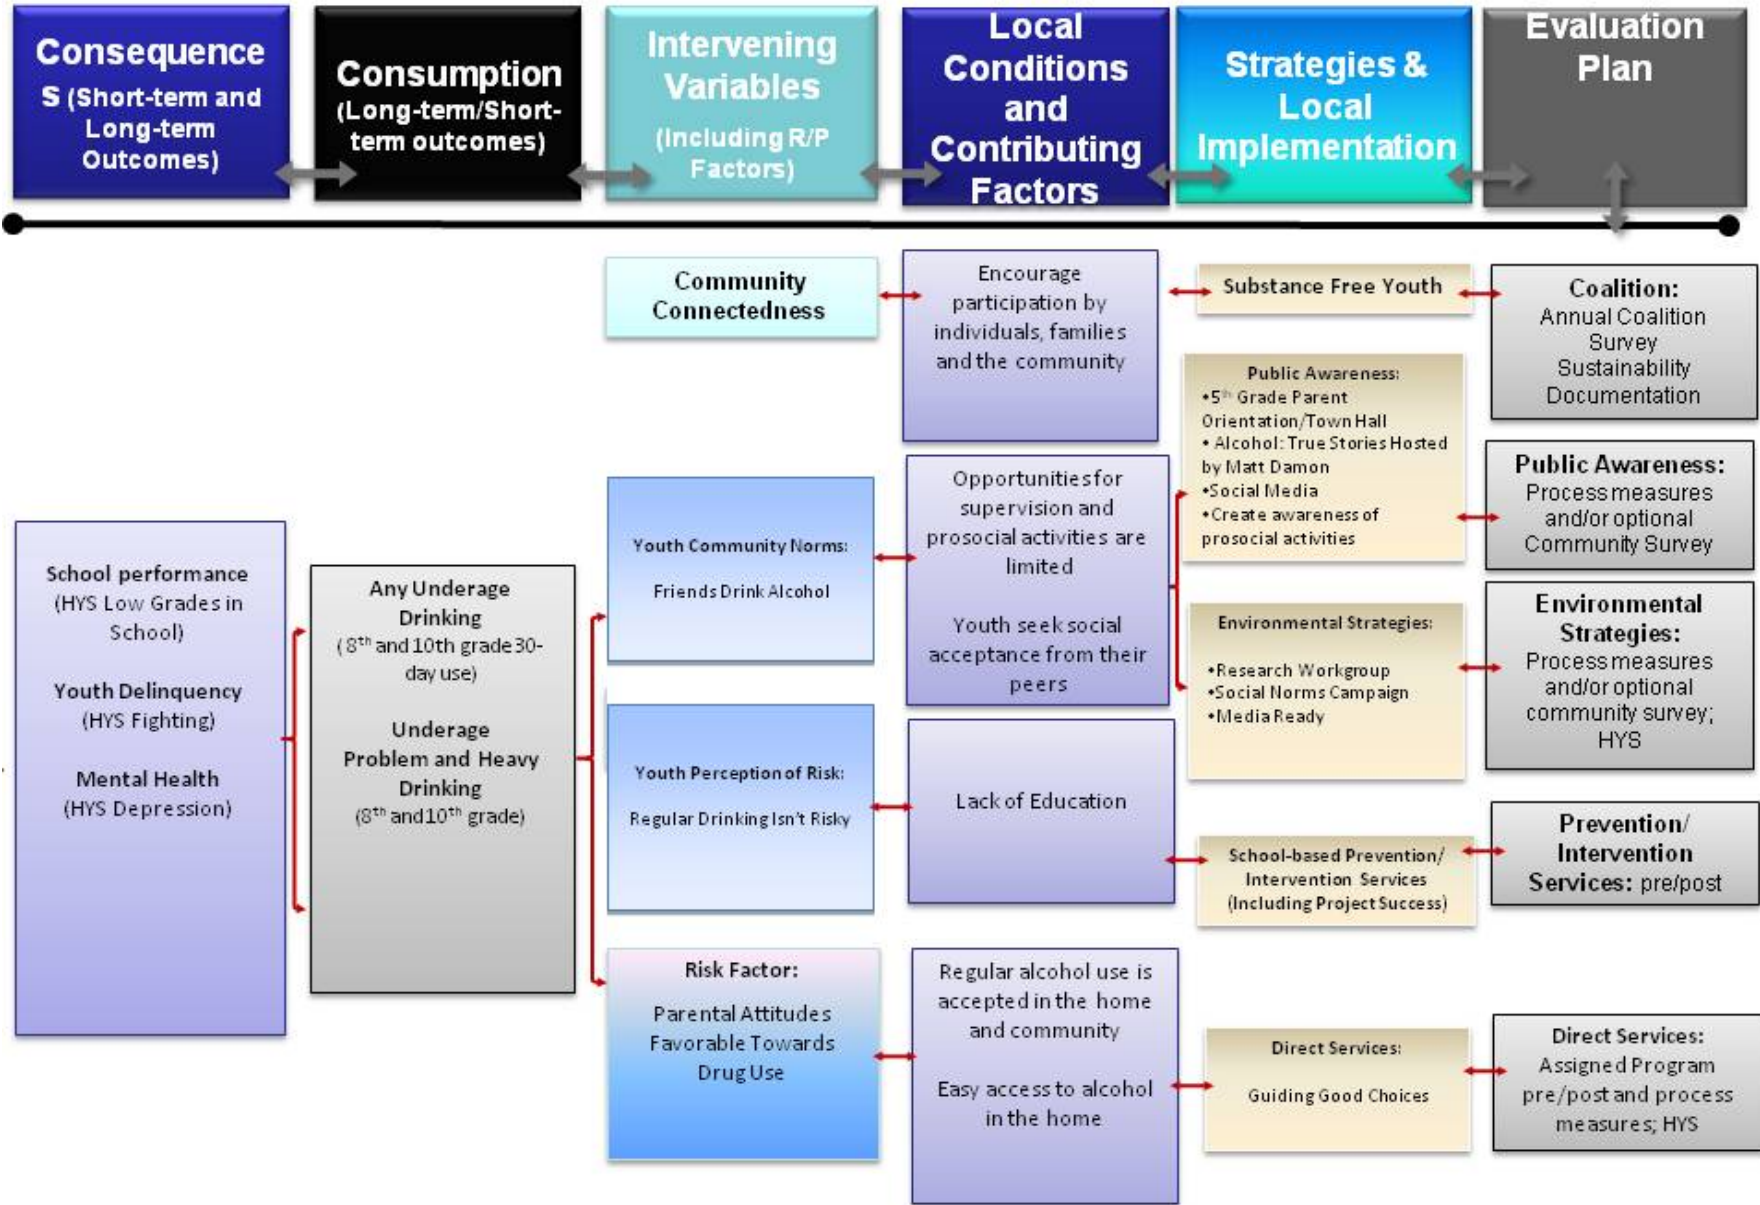 Consequence
s (Short-term and
Long-term
Outcomes)
Consumption
(Long-term/Short-
term outcomes)
Intervening
Variables
(Including R/P
Factors)
Local
Conditions
and
Contributing
Factors
Strategies &
Local
Implementation
Evaluation
Plan
School performance
(HYS Low Grades in
School)
Youth Delinquency
(HYS Fighting)
Mental Health
(HYS Depression)
Any Underage
Drinking
(8th and 10th grade 30-
day use)
Underage
Problem and Heavy
Drinking
(8th and 10th grade)
Community
Connectedness
Youth Community Norms:
Friends Drink Alcohol
Youth Perception of Risk:
Regular Drinking Isn't Risky
Risk Factor:
Parental Attitudes
Favorable Towards
Drug Use
Encourage
participation by
individuals, families
and the community
Opportunities for
supervision and
prosocial activities are
limited
Youth seek social
acceptance from their
peers
Lack of Education
Regular alcohol use is
accepted in the home
and community
Easy access to alcohol
in the home
Substance Free Youth
Public Awareness:
•5th Grade Parent
Orientation/Town Hall
• Alcohol: True Stories Hosted
by Matt Damon
•Social Media
•Create awareness of
prosocial activities
Environmental Strategies:
•Research Workgroup
•Social Norms Campaign
•Media Ready
School-based Prevention/
Intervention Services
(Including Project Success)
Direct Services:
Guiding Good Choices
Coalition:
Annual Coalition
Survey
Sustainability
Documentation
Public Awareness:
Process measures
and/or optional
Community Survey
Environmental
Strategies:
Process measures
and/or optional
community survey;
HYS
Prevention/
Intervention
Services: pre/post
Direct Services:
Assigned Program
pre/post and process
measures; HYS